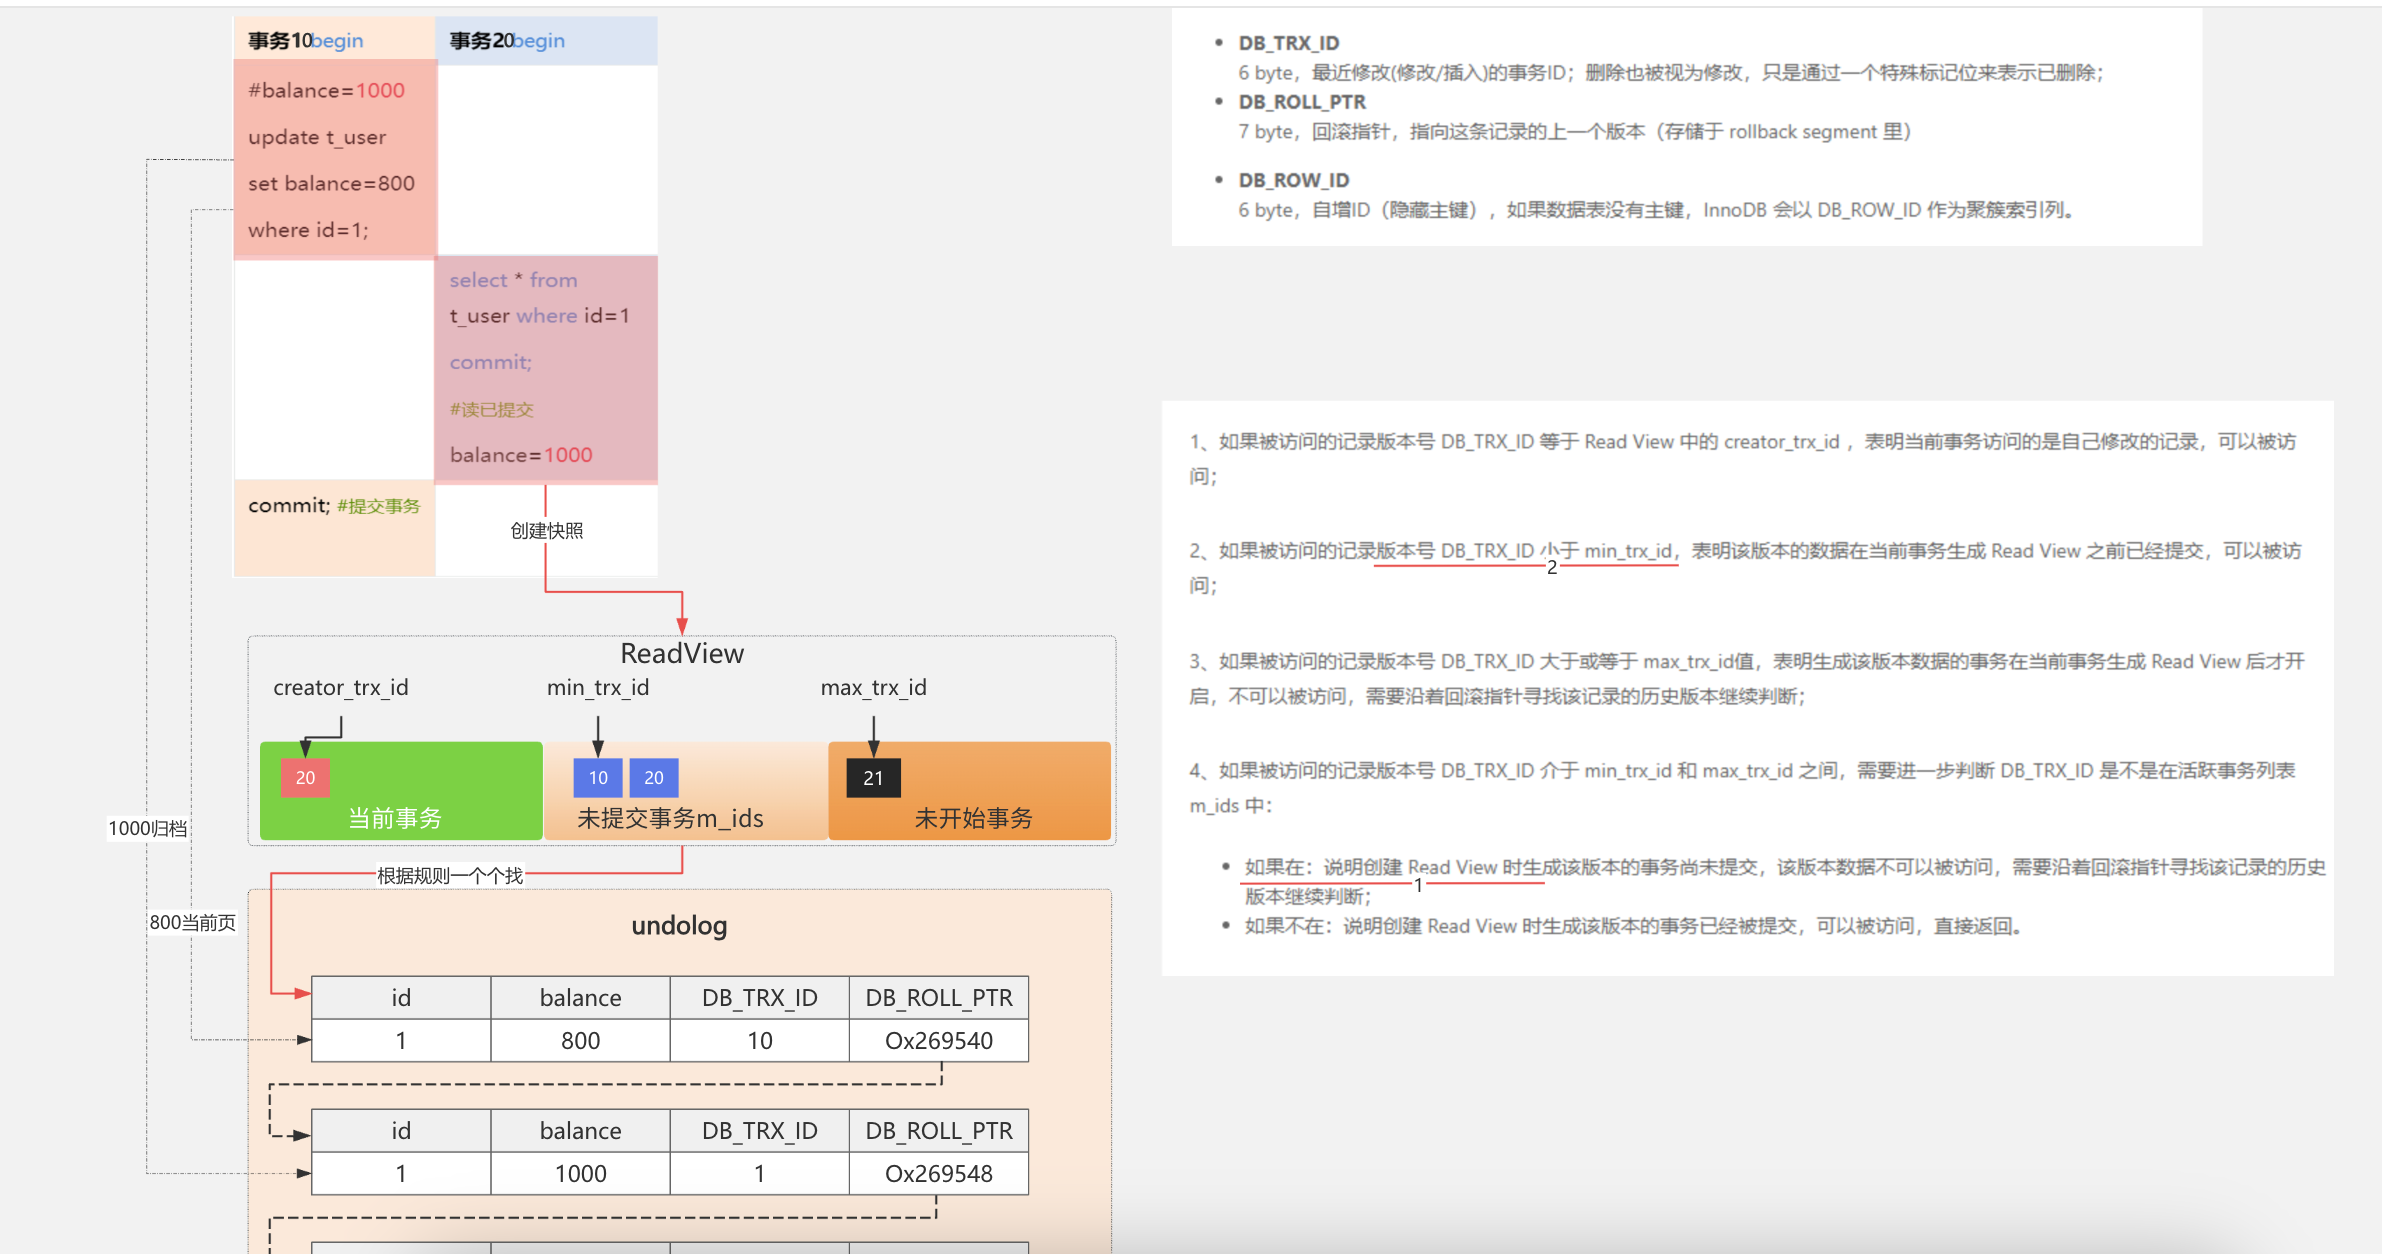 事务10begin
事务20begin
#balance=1000
update t_user
set balance=800
where id=1;
select * from
t_user where id=1
commit;
#读已提交
balance=1000
commit; #提交事务
创建快照
ReadView
creator_trx_id
min_trx_id
max_trx_id
20
10
20
21
当前事务
未提交事务m_ids
未开始事务
1000归档
根据规则一个个找
800当前页
undolog
id balance DB_TRX_ID DB_ROLL_PTR
1 800 10 Ox269540
id balance DB_TRX_ID DB_ROLL_PTR
1 1000 1 Ox269548
DB_TRX_ID
6 byte，最近修改(修改/插入)的事务ID；删除也被视为修改，只是通过一个特殊标记位来表示已删除；
DB_ROLL_PTR
7 byte，回滚指针，指向这条记录的上一个版本（存储于 rollback segment 里）
DB_ROW_ID
6 byte，自增ID（隐藏主键），如果数据表没有主键，InnoDB 会以 DB_ROW_ID 作为聚簇索引列。
1、如果被访问的记录版本号 DB_TRX_ID 等于 Read View 中的 creator_trx_id ，表明当前事务访问的是自己修改的记录，可以被访
问；
2、如果被访问的记录版本号 DB_TRX_ID 小于 min_trx_id，表明该版本的数据在当前事务生成 Read View 之前已经提交，可以被访
2
问；
3、如果被访问的记录版本号 DB_TRX_ID 大于或等于 max_trx_id值，表明生成该版本数据的事务在当前事务生成 Read View 后才开
启，不可以被访问，需要沿着回滚指针寻找该记录的历史版本继续判断；
4、如果被访问的记录版本号 DB_TRX_ID 介于 min_trx_id 和 max_trx_id 之间，需要进一步判断 DB_TRX_ID 是不是在活跃事务列表
m_ids 中：
如果在：说明创建 Read View 时生成该版本的事务尚未提交，该版本数据不可以被访问，需要沿着回滚指针寻找该记录的历史
1
版本继续判断；
如果不在：说明创建 Read View 时生成该版本的事务已经被提交，可以被访问，直接返回。